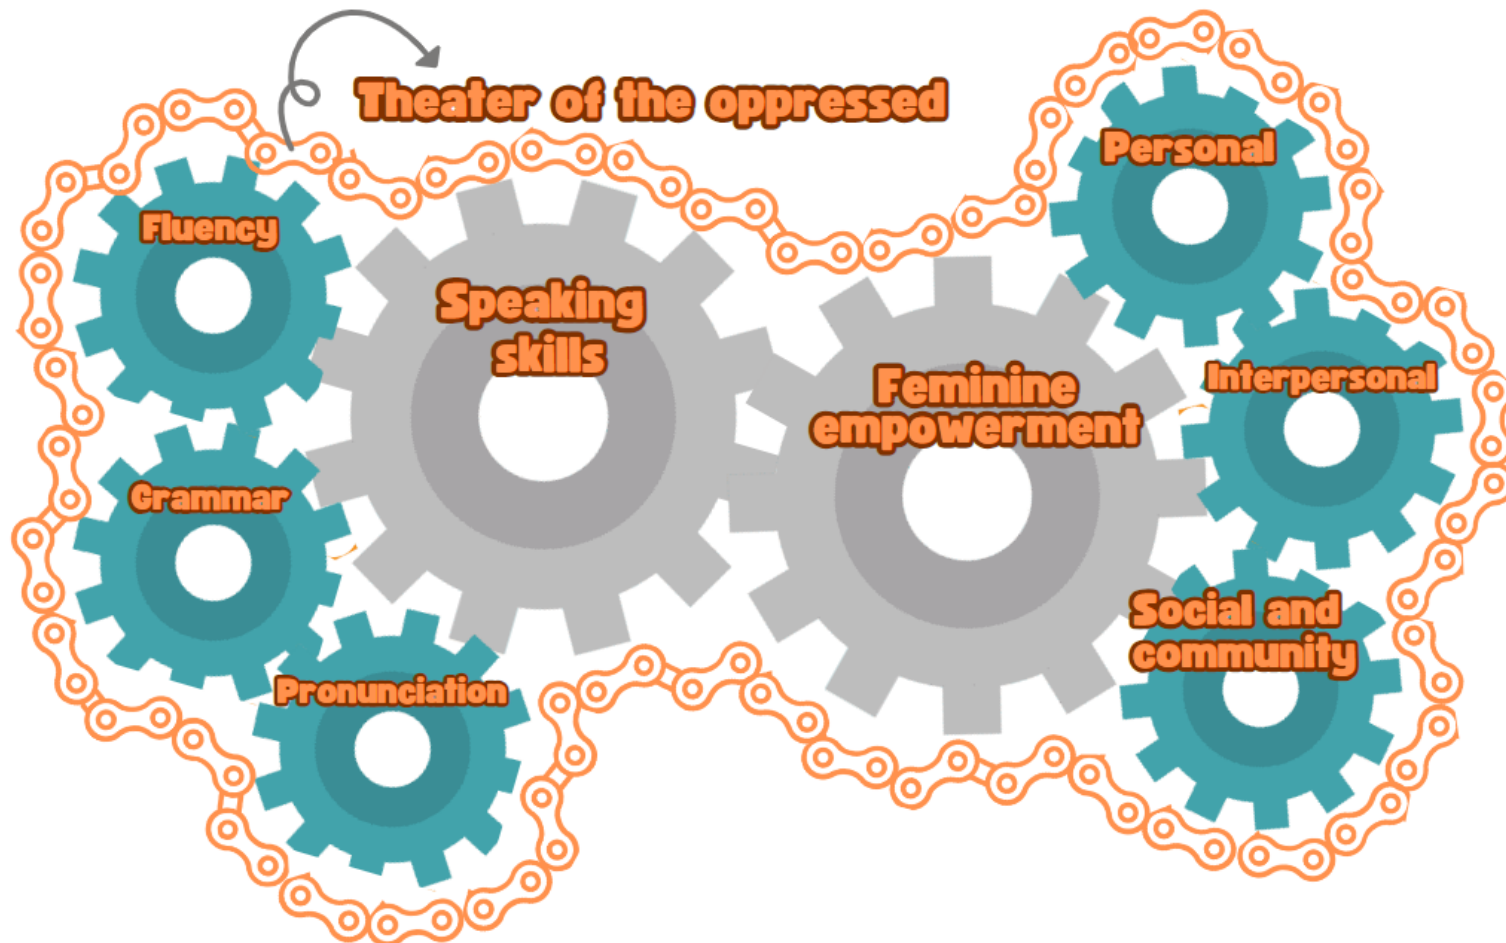 Theater of the oppressed
Personal
Fluency
Speaking
skills
Feminine
empowerment
Interpersonal
Grammar
Social and
community
Pronunciation